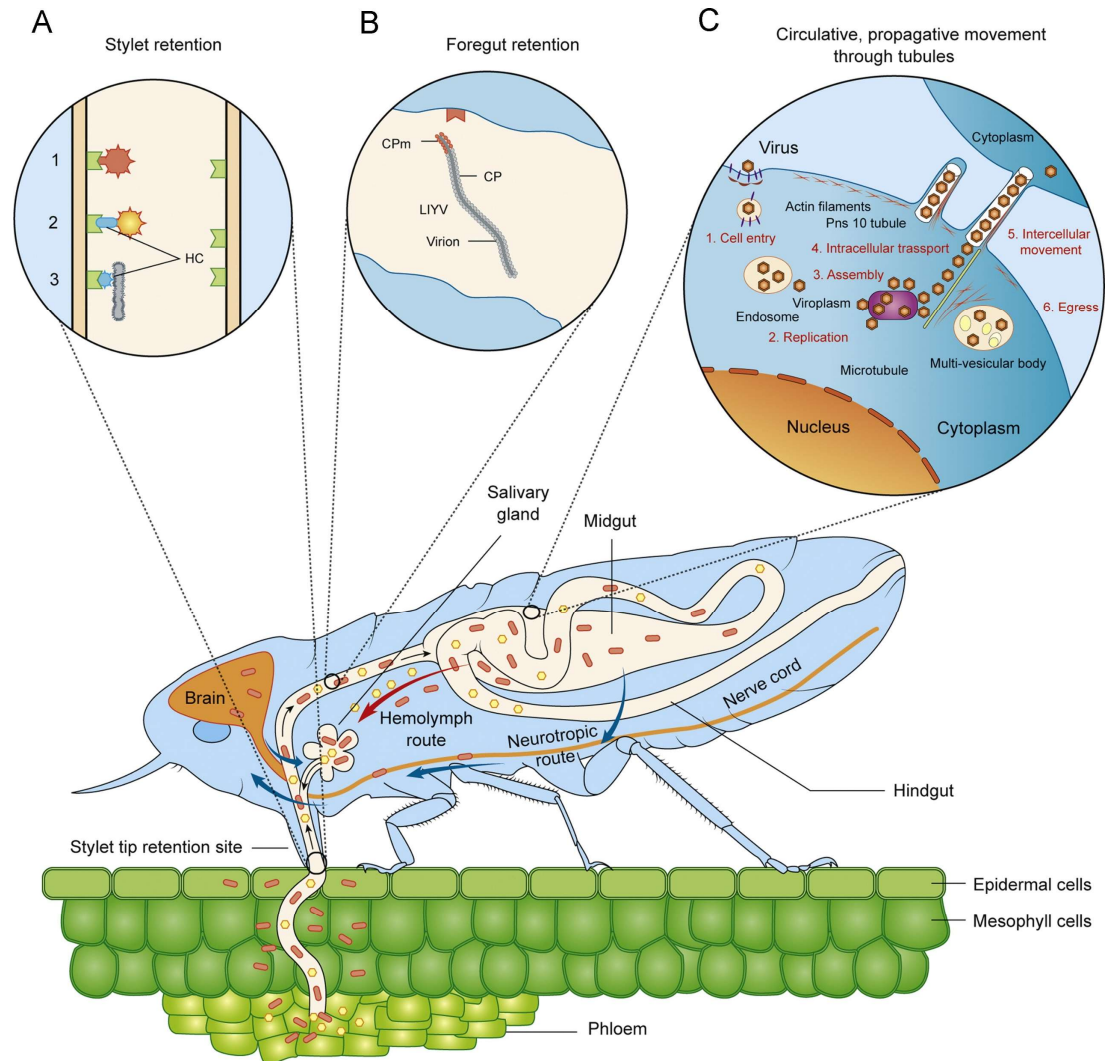 A
Stylet retention
1
2
3
HC
B
Foregut retention
CPm
CP
LIYV
Virion
C
Circulative, propagative movement
through tubules
Cytoplasm
Virus
Actin filaments
Pns 10 tubule
1. Cell entry
4. Intracellular transport
5. Intercellular
movement
3. Assembly
Viroplasm
Endosome
6. Egress
2. Replication
Multi-vesicular body
Microtubule
Nucleus
Cytoplasm
Salivary
gland
Midgut
Brain
Hemolymph
route
Neurotropic
route
Nerve cord
Hindgut
Stylet tip retention site
Epidermal cells
Mesophyll cells
Phloem